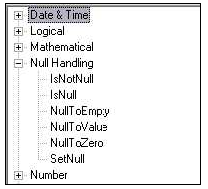 Date & Time
Logical
Mathematical
Null Handling
IsNotNull
IsNull
NullToEmpty
NullToValue
NullToZero
SetNull
Number